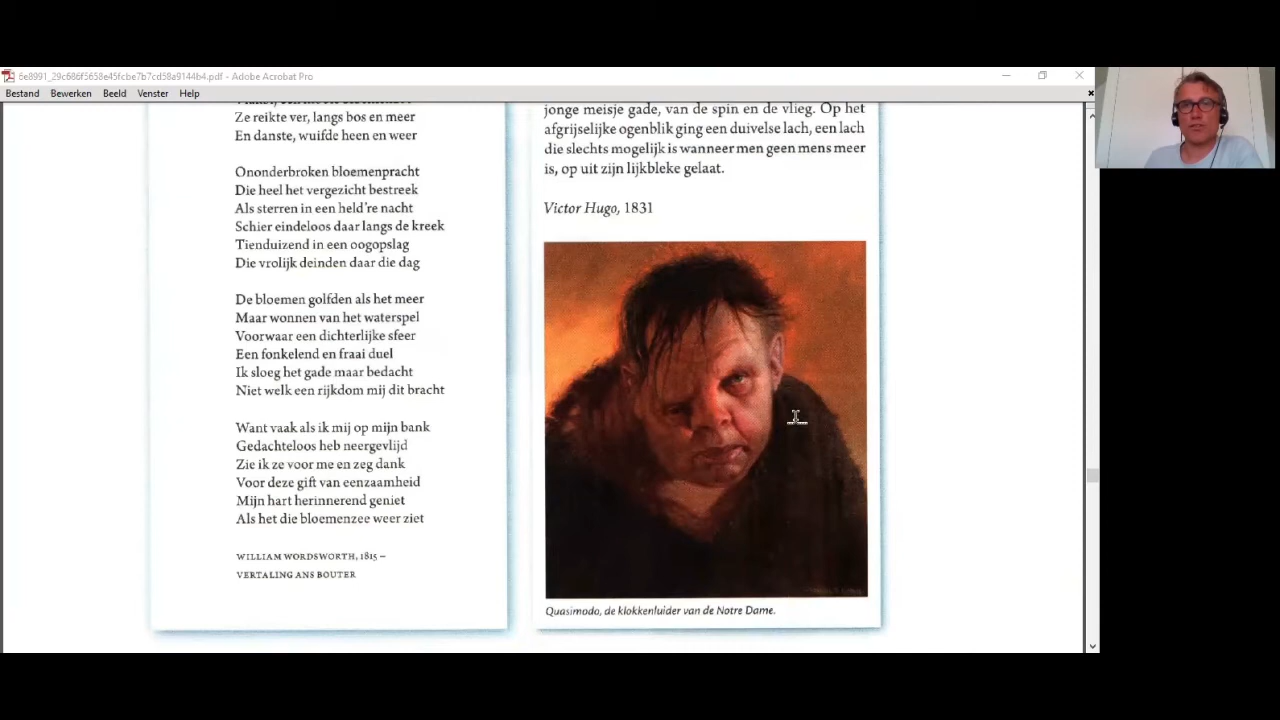 6e8991_29c686f5658e45fcbe7b7cd58a9144b4.pdf - Adobe Acrobat Pro
Bestand Bewerken Beeld Venster Help
Ze reikte ver, langs bos en meer
En danste, wuifde heen en weer
Ononderbroken bloemenpracht
Die heel het vergezicht bestreek
Als sterren in een held're nacht
Schier eindeloos daar langs de kreek
Tienduizend in een oogopslag
Die vrolijk deinden daar die dag
De bloemen golfden als het meer
Maar wonnen van het waterspel
Voorwaar een dichterlijke sfeer
Een fonkelend en fraai duel
Ik sloeg het gade maar bedacht
Niet welk een rijkdom mij dit bracht
Want vaak als ik mij op mijn bank
Gedachteloos heb neergevlijd
Zie ik ze voor me en zeg dank
Voor deze gift van eenzaamheid
Mijn hart herinnerend geniet
Als het die bloemenzee weer ziet
WILLIAM WORDSWORTH, 1815 –
VERTALING ANS BOUTER
jonge meisje gade, van de spin en de vlieg. Op het
afgrijselijke ogenblik ging een duivelse lach, een lach
die slechts mogelijk is wanneer men geen mens meer
is, op uit zijn lijkbleke gelaat.
Victor Hugo, 1831
Quasimodo, de klokkenluider van de Notre Dame.